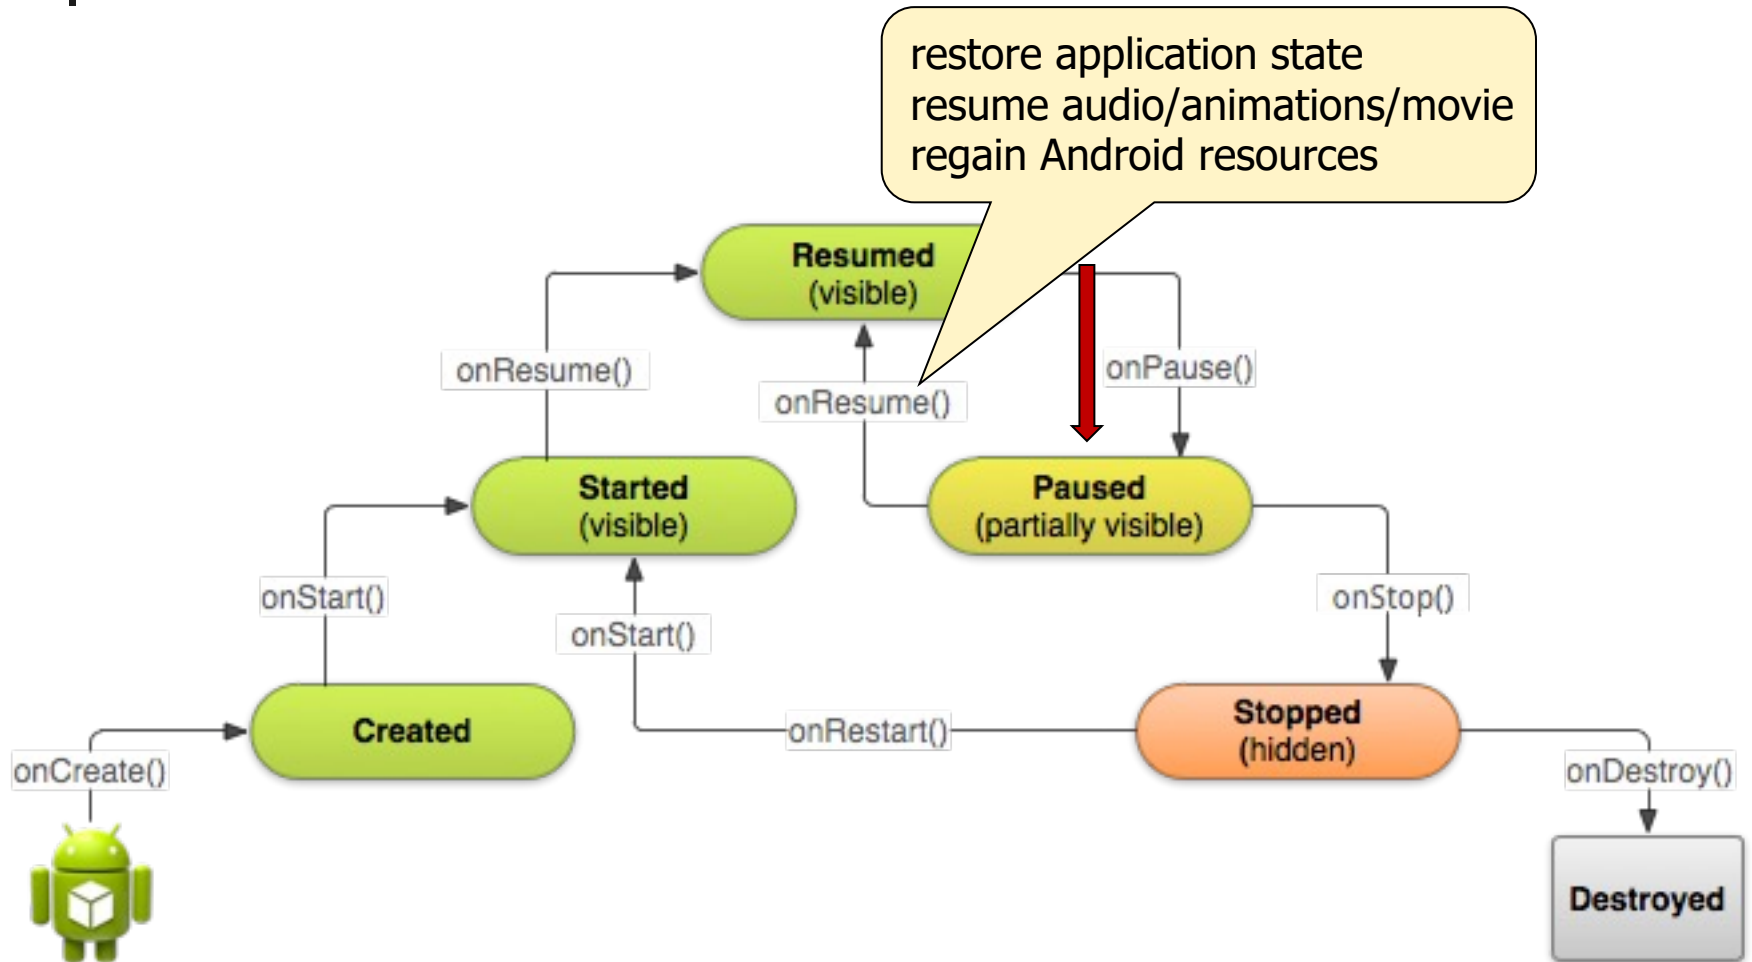 restore application state
resume audio/animations/movie
regain Android resources
Resumed
(visible)
onResume()
onResume()
onPause()
Started
(visible)
Paused
(partially visible)
onStart()
onStart()
onStop()
Created
onRestart()
Stopped
(hidden)
onCreate()
onDestroy()
Destroyed